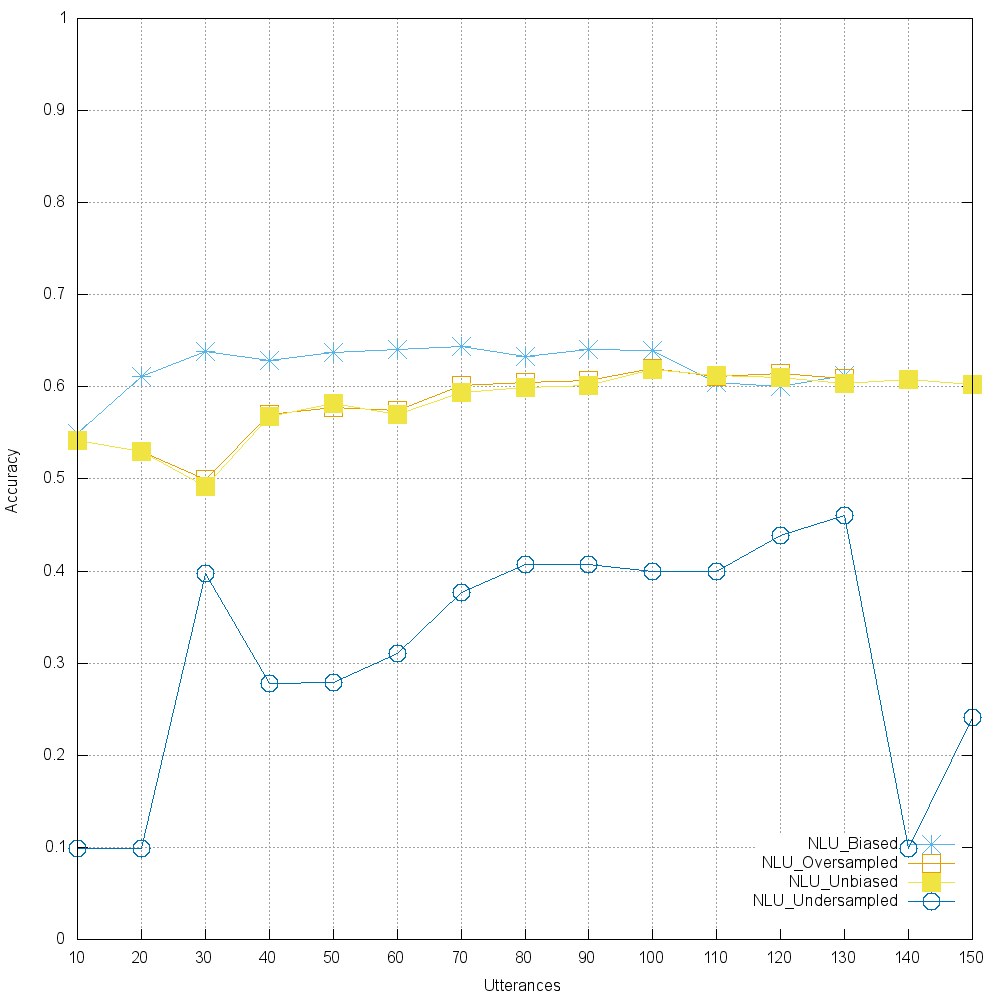 1
0.9
0.8
0.7
0.6
0.5
0.4
0.3
0.2
0.1
0
Accuracy
NLU_Biased
NLU_Oversampled
NLU_Unbiased
NLU_Undersampled
10 20 30 40 50 60 70 80 90 100 110 120 130 140 150
Utterances